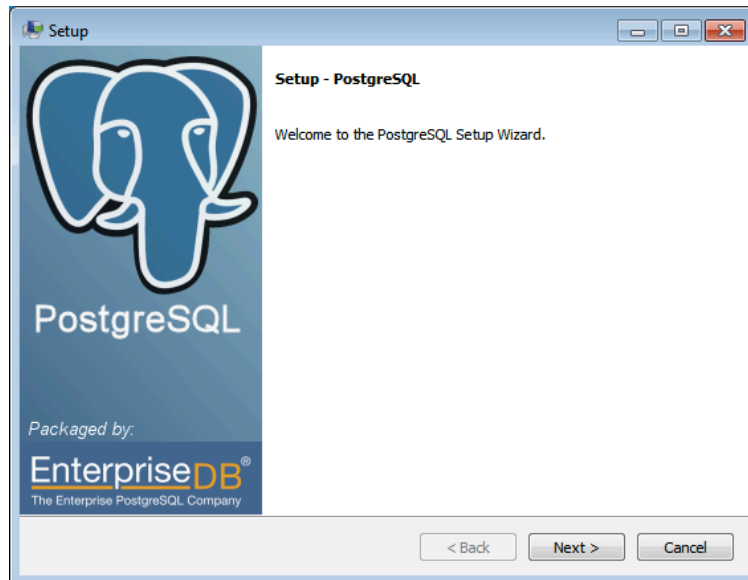 Setup
Setup - PostgreSQL
Welcome to the PostgreSQL Setup Wizard.
PostgreSQL
Packaged by:
EnterpriseDB®
The Enterprise PostgreSQL Company
< Back Next > Cancel